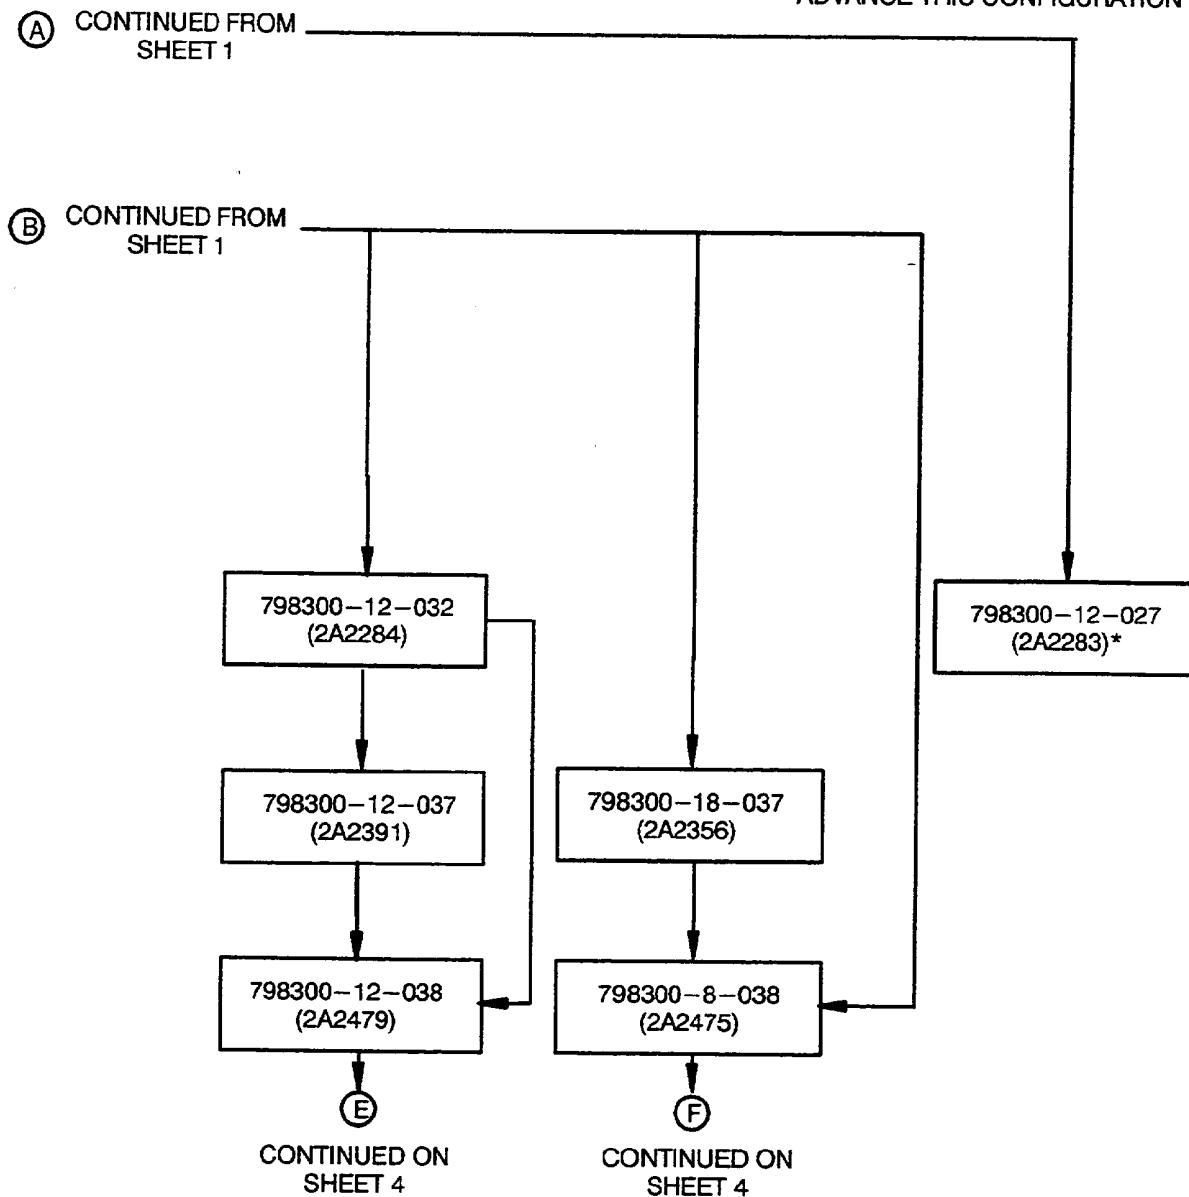 ADVANCE THIS CONFIGURATION
A CONTINUED FROM
SHEET 1
B CONTINUED FROM
SHEET 1
798300-12-032
(2A2284)
798300-12-027
(2A2283)*
798300-12-037
(2A2391)
798300-18-037
(2A2356)
798300-12-038
(2A2479)
798300-8-038
(2A2475)
E
F
CONTINUED ON
SHEET 4
CONTINUED ON
SHEET 4